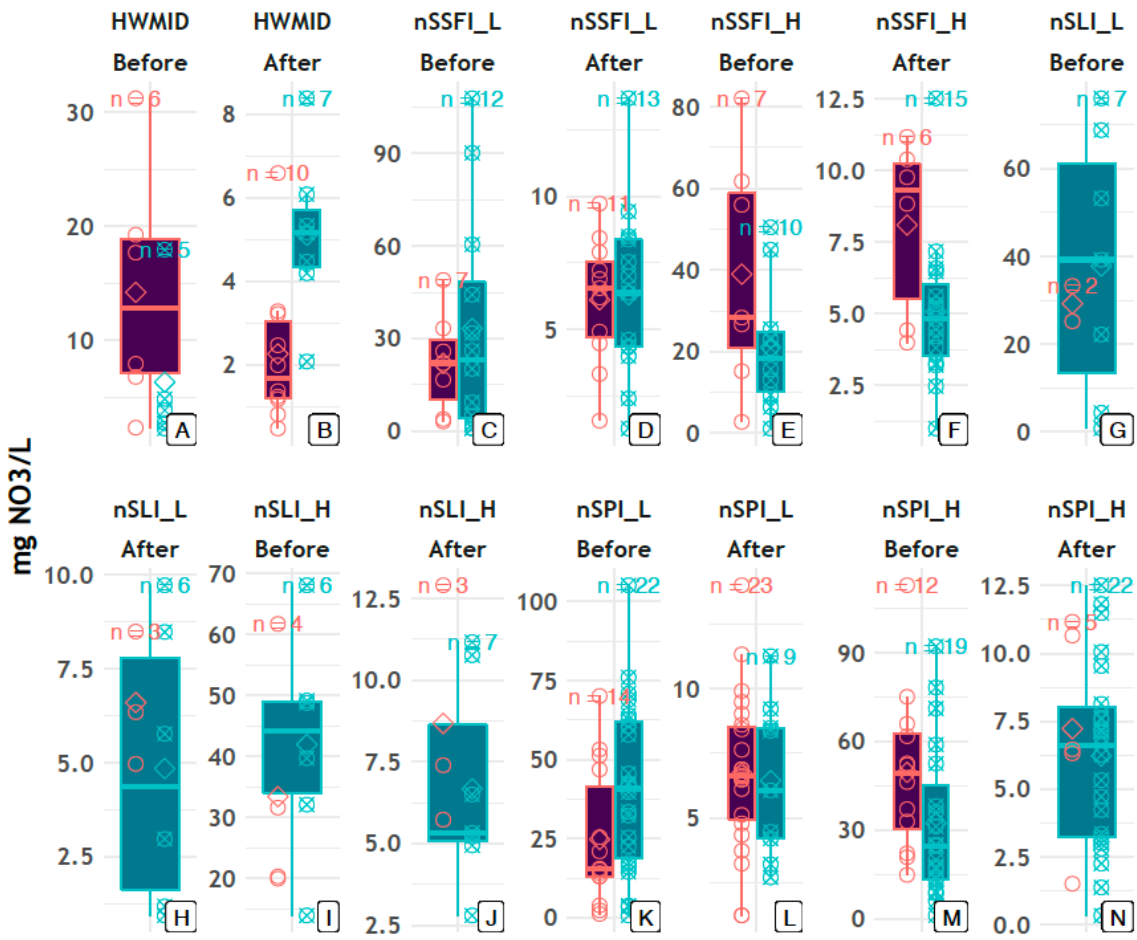 HWMID HWMID nSSFI_L nSSFI_L nSSFI_H nSSFI_H nSLI_L
Before After Before After Before After Before
n = 6 n = 7 n = 12 n = 13 n = 7 n = 15 n = 7
30 8 80 12.5
n = 10 n = 6
90 10 10.0
20 6 n = 11 60 60
n = 5 n = 10
60 7.5
4 40 40
n = 7 n = 2
10 30 5 5.0
2 20 20
2.5
0 0 0
A B C D E F G
mg NO3/L
nSLI_L nSLI_H nSLI_H nSPI_L nSPI_L nSPI_H nSPI_H
After Before After Before After Before After
10.0 70 n = 6 n = 6 n = 3 n = 22 n = 23 n = 12 12.5 n = 22
12.5 100
n = 3 n = 4 n = 5
60 n = 7 n = 9 n = 19
7.5 10.0 75 n = 14 10 90 10.0
50
5.0 40 7.5 50 60 7.5
30 5.0 25 5 30 5.0
2.5 20 2.5
2.5 0 0 0.0
H I J K L M N